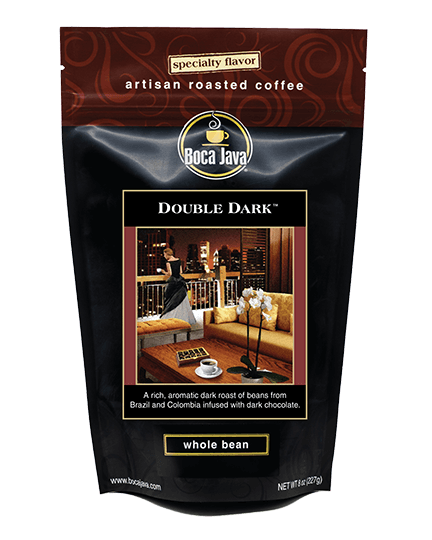 specialty flavor
artisan roasted coffee
Boca Java®
DOUBLE DARK™
A rich, aromatic dark roast of beans from
Brazil and Colombia infused with dark chocolate.
whole bean
www.bocajava.com
NET WT 8 oz (227g)